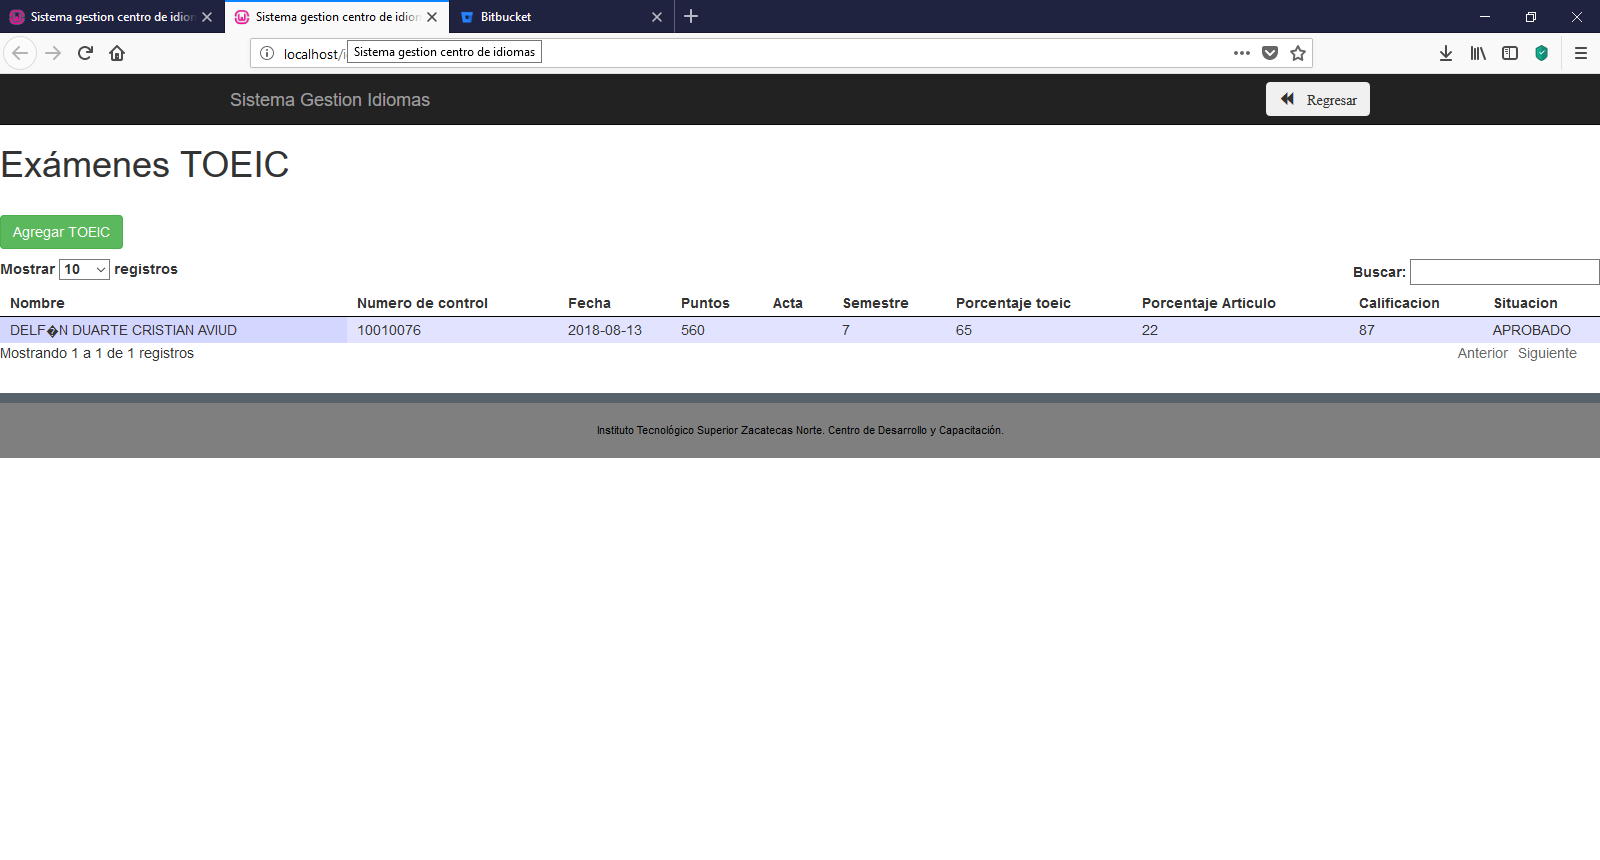 Sistema gestion centro de idion
Sistema gestion centro de idiom
Bitbucket
localhost/i
Sistema gestion centro de idiomas
Sistema Gestion Idiomas
Regresar
Exámenes TOEIC
Agregar TOEIC
Mostrar 10 registros
Buscar:
Nombre Numero de control Fecha Puntos Acta Semestre Porcentaje toeic Porcentaje Articulo Calificacion Situacion
DELF�N DUARTE CRISTIAN AVIUD 10010076 2018-08-13 560 7 65 22 87 APROBADO
Mostrando 1 a 1 de 1 registros
Anterior Siguiente
Instituto Tecnológico Superior Zacatecas Norte. Centro de Desarrollo y Capacitación.